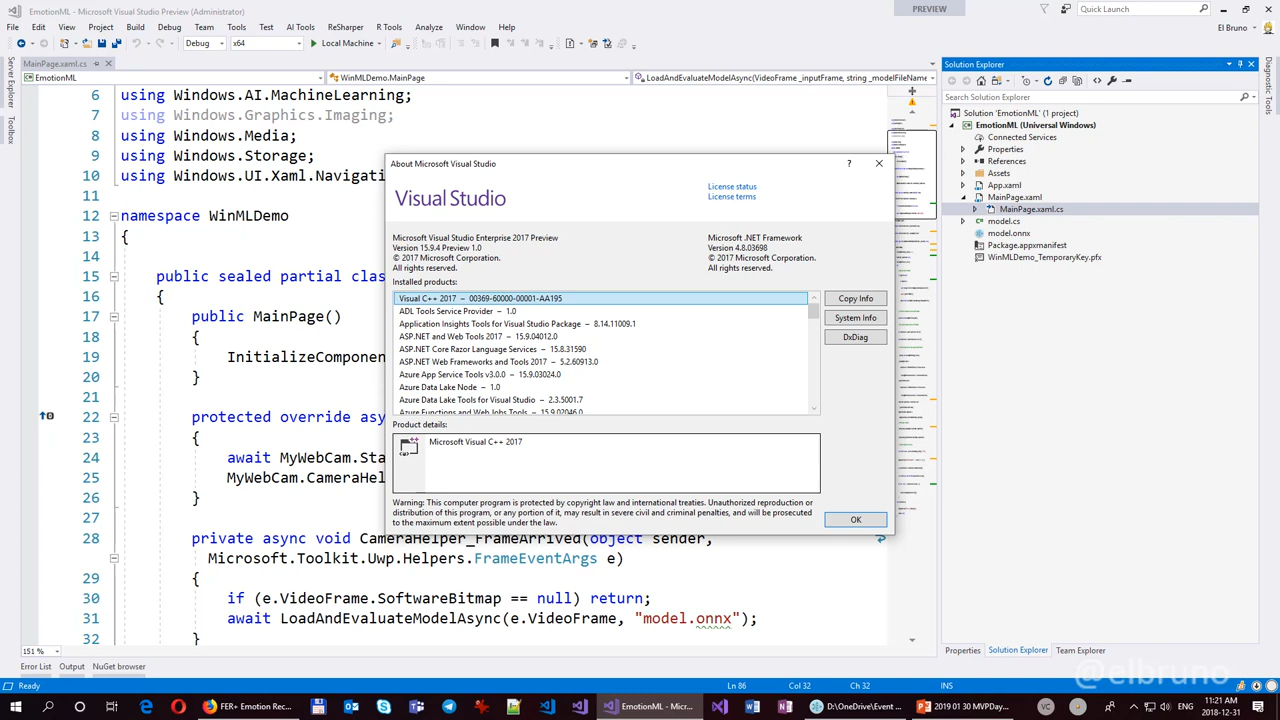 EmotionML - Microsoft Visual Studio Preview (Administrator)
PREVIEW
Quick Launch
File Edit View Project Build Debug Team Tools Test AI Tools ReSharper R Tools Analyze Window Help
El Bruno
Debug x64 Local Machine
MainPage.xaml.cs
EmotionML
WinMLDemo.MainPage
LoadAndEvaluateModelAsync(VideoFrame _inputFrame, string _modelFileName
Server Explorer
Toolbox
6 using Windows.AI.MachineLearning;
7 using Windows.Graphics.Imaging;
8 using Windows.Media;
9 using Windows.Storage;
10 using Windows.UI.Xaml.Navigat
11
12 namespace WinMLDemo
13 {
14
15 public sealed partial clas
16 {
17 public MainPage()
18
19 InitializeComponen
20
21
22 protected override asy
23
24 await MyWebCam.S
25 MyWebCam.Camera
26 }
27
28 private async void CameraHelper_FrameArrived(object sender,
Microsoft.Toolkit.Uwp.Helpers.FrameEventArgs e)
29 {
30 if (e.VideoFrame.SoftwareBitmap == null) return;
31 await LoadAndEvaluateModelAsync(e.VideoFrame, "model.onnx");
32 }
151 %
About Microsoft Visual Studio
?
Visual Studio
License status
License terms
Microsoft Visual Studio Enterprise 2017 Preview
Version 15.9.4 Preview 1.0
© 2017 Microsoft Corporation.
All rights reserved.
Microsoft .NET Framework
Version 4.8.03698
© 2017 Microsoft Corporation.
All rights reserved.
Installed products:
Visual C++ 2017
ADL Tools Service Provider – 1.0
Application Insights Tools for Visual Studio Package – 8.14.11009.1
ASP.NET and Web Tools 2017 – 15.9.04012.0
ASP.NET Core Razor Language Services – 15.8.31590
ASP.NET Web Frameworks and Tools 2017 – 5.2.60913.0
Azure App Service Tools v3.0.0 – 15.9.03024.0
Azure Data Lake Node – 1.0
Azure Data Lake Tools for Visual Studio – 2.3.5001.7
Copy Info
System Info
DxDiag
Product details:
Microsoft Visual C++ 2017
Warning: This computer program is protected by copyright law and international treaties. Unauthorized reproduction or
distribution of this program, or any portion of it, may result in severe civil and criminal penalties, and will be prosecuted
to the maximum extent possible under the law.
OK
Solution Explorer
Search Solution Explorer
Solution 'EmotionML' (1 project)
EmotionML (Universal Windows)
Connected Services
Properties
References
Assets
App.xaml
MainPage.xaml
MainPage.xaml.cs
model.cs
model.onnx
Package.appxmanifest
WinMLDemo_TemporaryKey.pfx
Diagnostic Tools
Properties Solution Explorer Team Explorer
Error List Output NuGet browser
@elbruno
Ready
Ln 86 Col 32 Ch 32 INS
FER+ Emotion Rec...
EmotionML - Micr...
D:\OneDrive\Event ...
2019 01 30 MVPDay...
VC
ENG
11:21 AM
2018-12-31